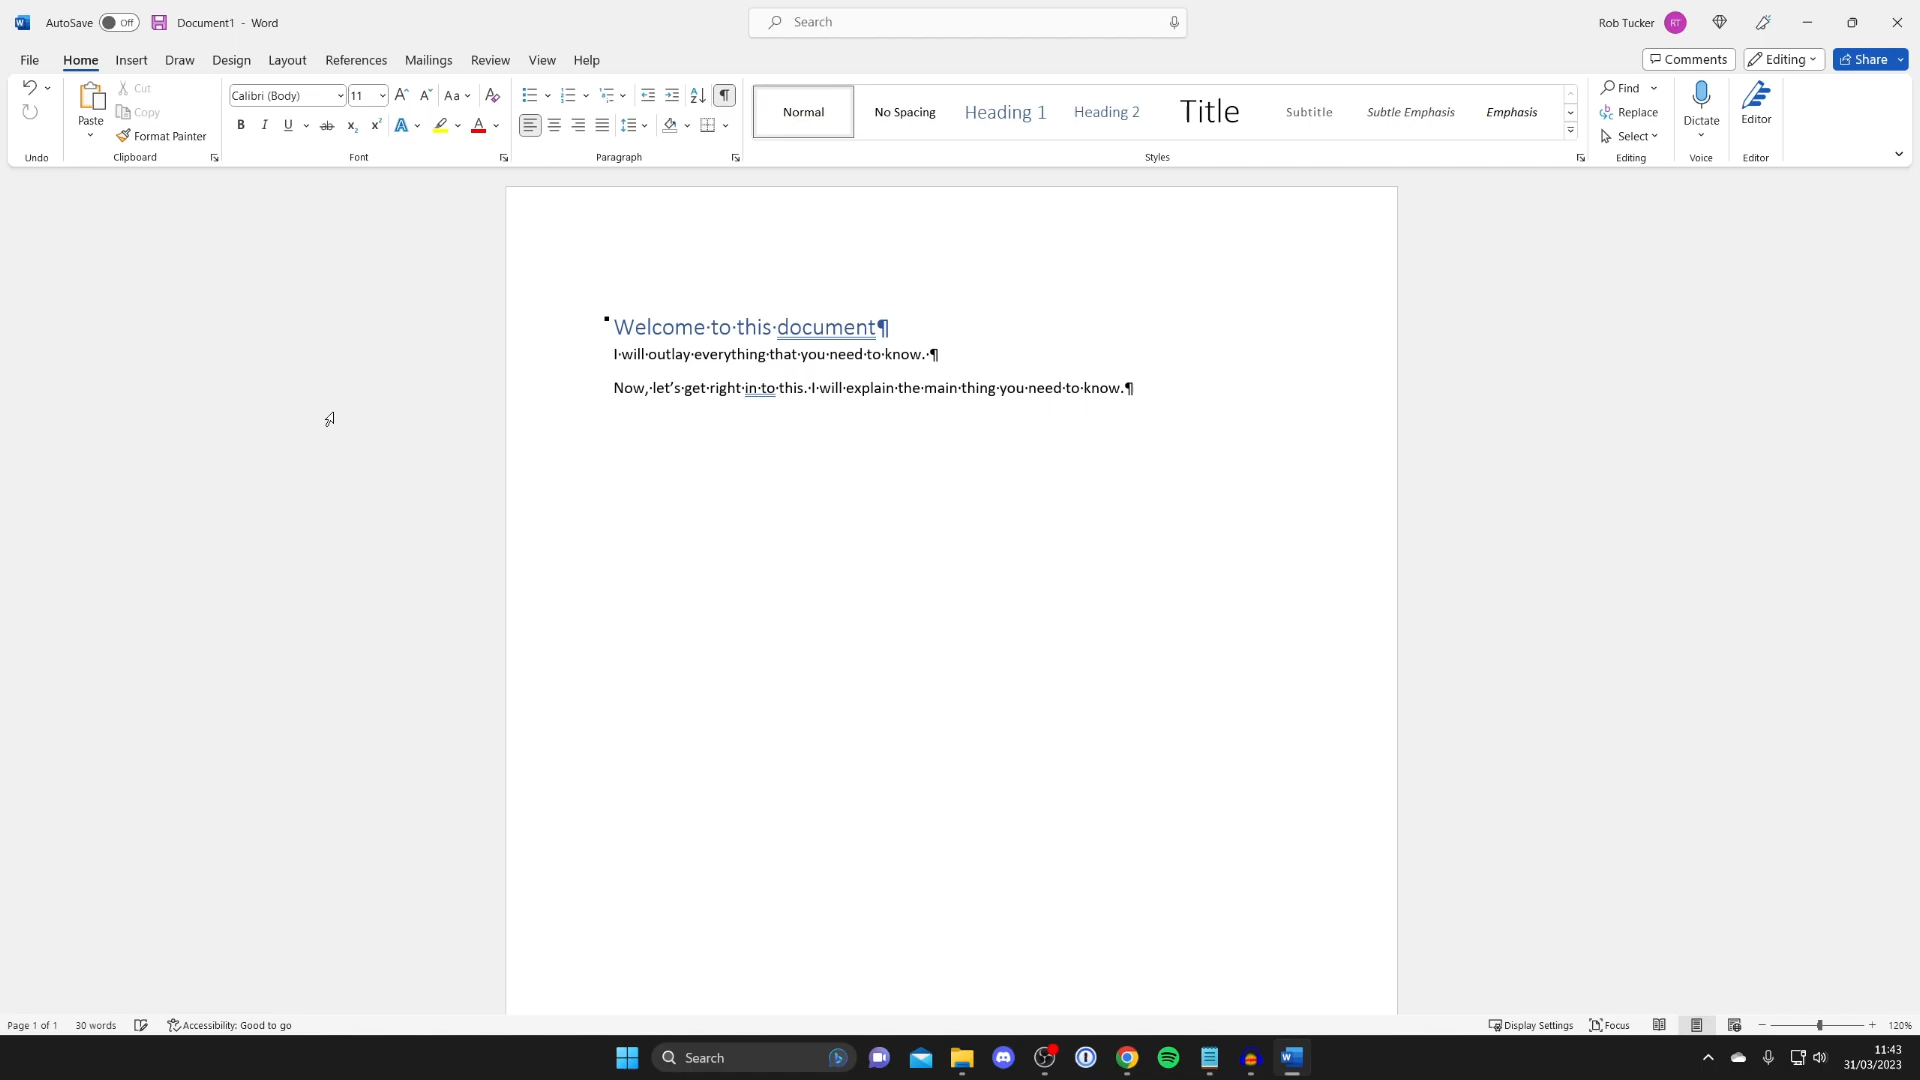 AutoSave Off Document1 - Word Search Rob Tucker RT
File Home Insert Draw Design Layout References Mailings Review View Help Comments Editing Share
Paste Cut Copy Format Painter
Calibri (Body) 11 Aa
Normal No Spacing Heading 1 Heading 2 Title Subtitle Subtle Emphasis Emphasis
Find Replace Select
Dictate Editor
Undo Clipboard Font Paragraph Styles Editing Voice Editor
Welcome·to·this·document¶
I·will·outlay·everything·that·you·need·to·know.·¶
Now,·let’s·get·right·in·to·this.·I·will·explain·the·main·thing·you·need·to·know.¶
Page 1 of 1 30 words Accessibility: Good to go Display Settings Focus 120%
Search 11:43
31/03/2023